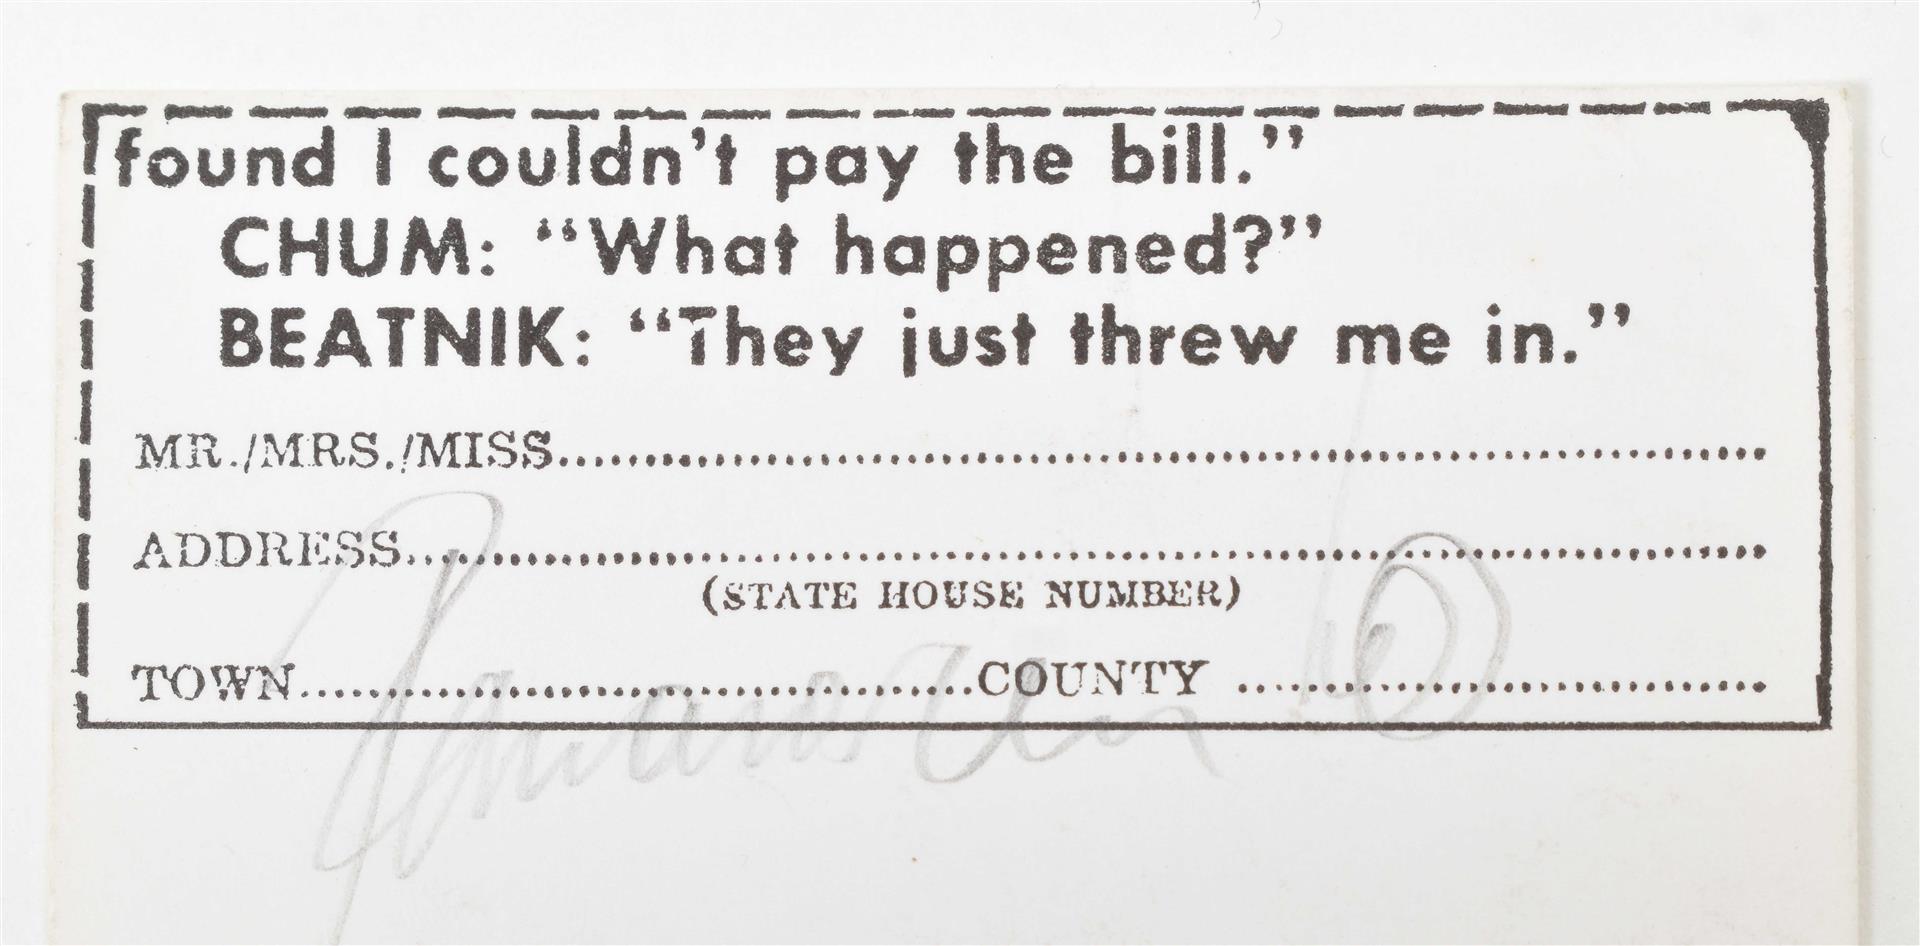 found I couldn't pay the bill."
CHUM: "What happened?"
BEATNIK: "They just threw me in."
MR./MRS./MISS..........
ADDRESS..........
(STATE HOUSE NUMBER)
TOWN..........COUNTY ..........